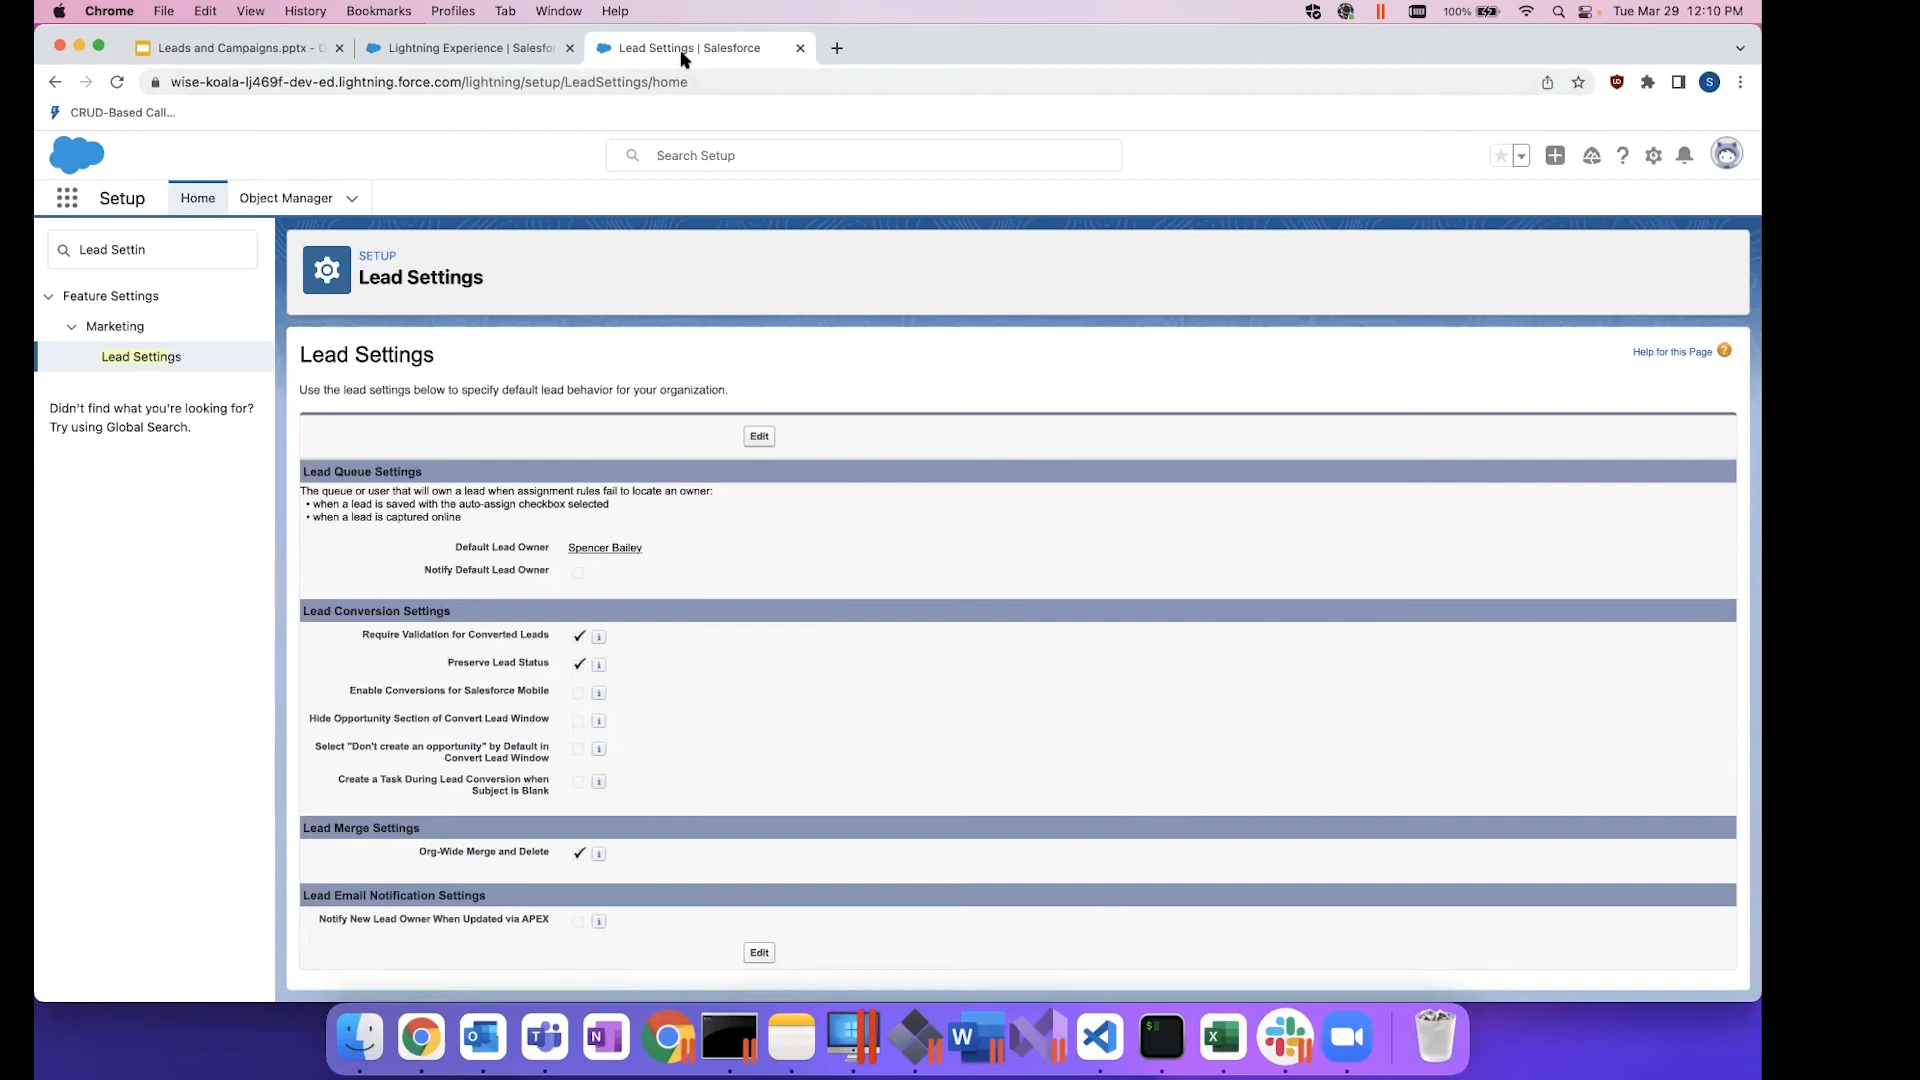 Chrome File Edit View History Bookmarks Profiles Tab Window Help 100% Tue Mar 29 12:10 PM
Leads and Campaigns.pptx - G Lightning Experience | Salesfor Lead Settings | Salesforce
wise-koala-lj469f-dev-ed.lightning.force.com/lightning/setup/LeadSettings/home S
CRUD-Based Call...
Search Setup
Setup Home Object Manager
Lead Settin
Feature Settings
Marketing
Lead Settings
Didn't find what you're looking for?
Try using Global Search.
SETUP
Lead Settings
Lead Settings
Help for this Page ?
Use the lead settings below to specify default lead behavior for your organization.
Edit
Lead Queue Settings
The queue or user that will own a lead when assignment rules fail to locate an owner:
• when a lead is saved with the auto-assign checkbox selected
• when a lead is captured online
Default Lead Owner Spencer Bailey
Notify Default Lead Owner
Lead Conversion Settings
Require Validation for Converted Leads i
Preserve Lead Status i
Enable Conversions for Salesforce Mobile i
Hide Opportunity Section of Convert Lead Window i
Select "Don't create an opportunity" by Default in
Convert Lead Window i
Create a Task During Lead Conversion when
Subject is Blank i
Lead Merge Settings
Org-Wide Merge and Delete i
Lead Email Notification Settings
Notify New Lead Owner When Updated via APEX i
Edit